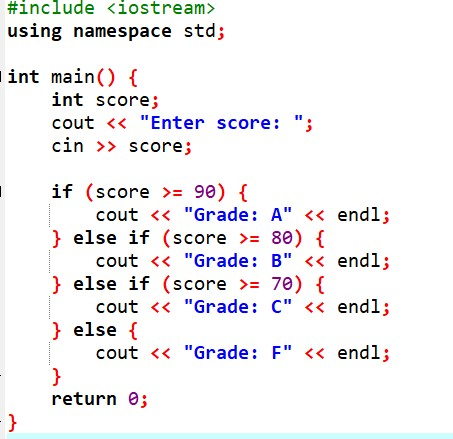 #include <iostream>
using namespace std;
int main() {
int score;
cout << "Enter score: ";
cin >> score;
if (score >= 90) {
cout << "Grade: A" << endl;
} else if (score >= 80) {
cout << "Grade: B" << endl;
} else if (score >= 70) {
cout << "Grade: C" << endl;
} else {
cout << "Grade: F" << endl;
}
return 0;
}